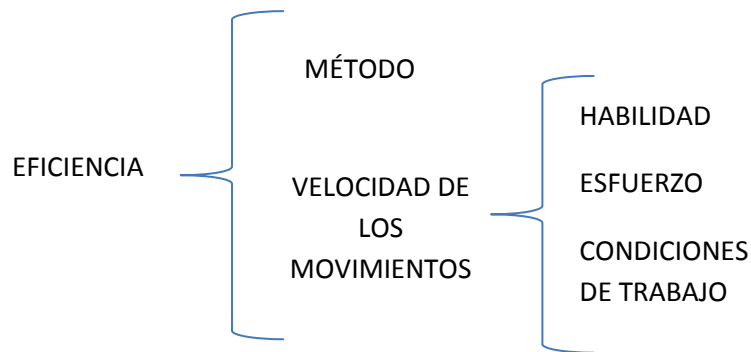 EFICIENCIA
MÉTODO
VELOCIDAD DE
LOS
MOVIMIENTOS
HABILIDAD
ESFUERZO
CONDICIONES
DE TRABAJO